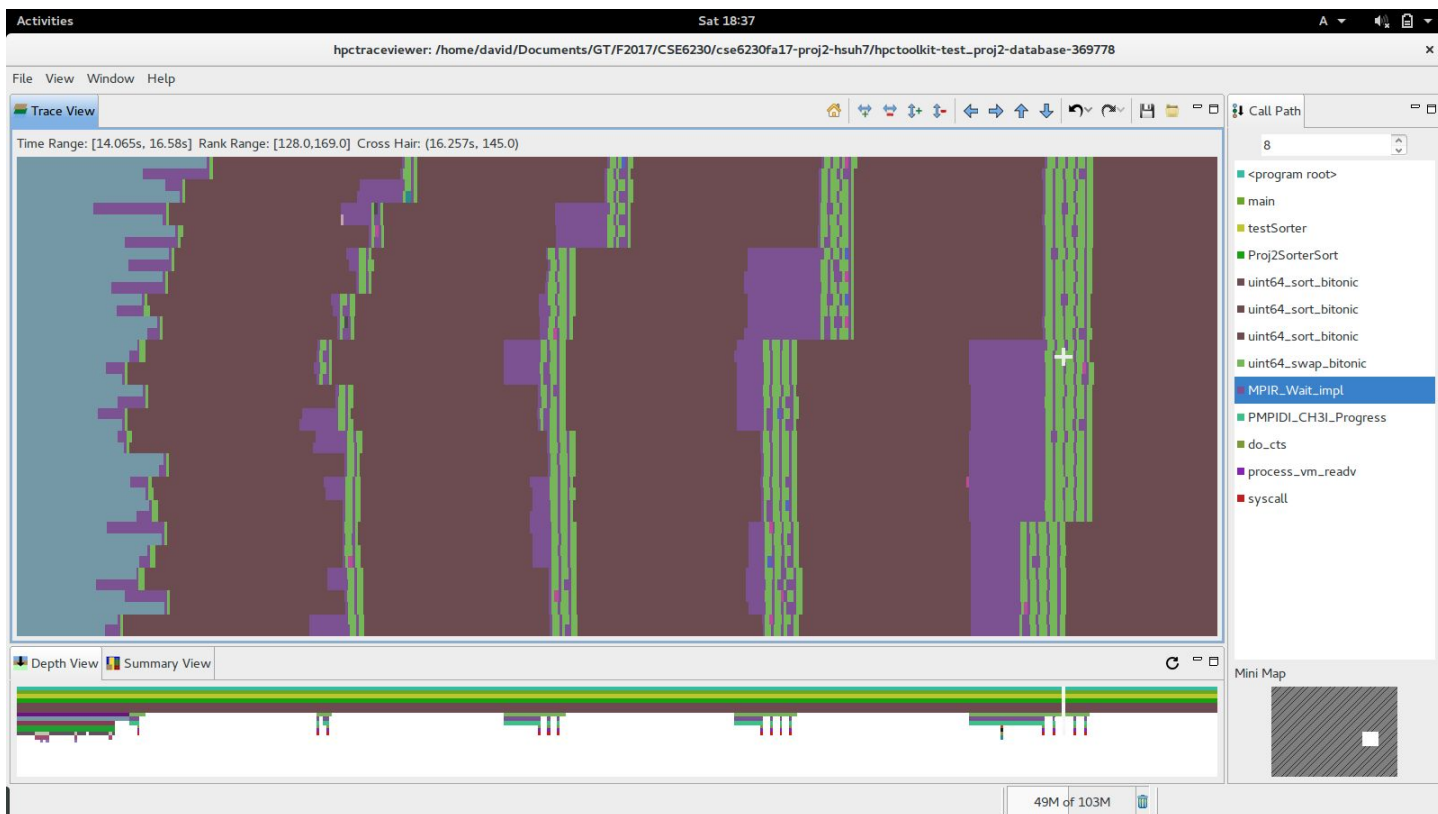 Activities Sat 18:37 A
hpctraceviewer: /home/david/Documents/GT/F2017/CSE6230/cse6230fa17-proj2-hsuh7/hpctoolkit-test_proj2-database-369778
File View Window Help
Trace View
Time Range: [14.065s, 16.58s] Rank Range: [128.0,169.0] Cross Hair: (16.257s, 145.0)
Depth View Summary View
Call Path
8
<program root>
main
testSorter
Proj2SorterSort
uint64_sort_bitonic
uint64_sort_bitonic
uint64_sort_bitonic
uint64_swap_bitonic
MPIR_Wait_impl
PMPIDI_CH3I_Progress
do_cts
process_vm_readv
syscall
Mini Map
49M of 103M